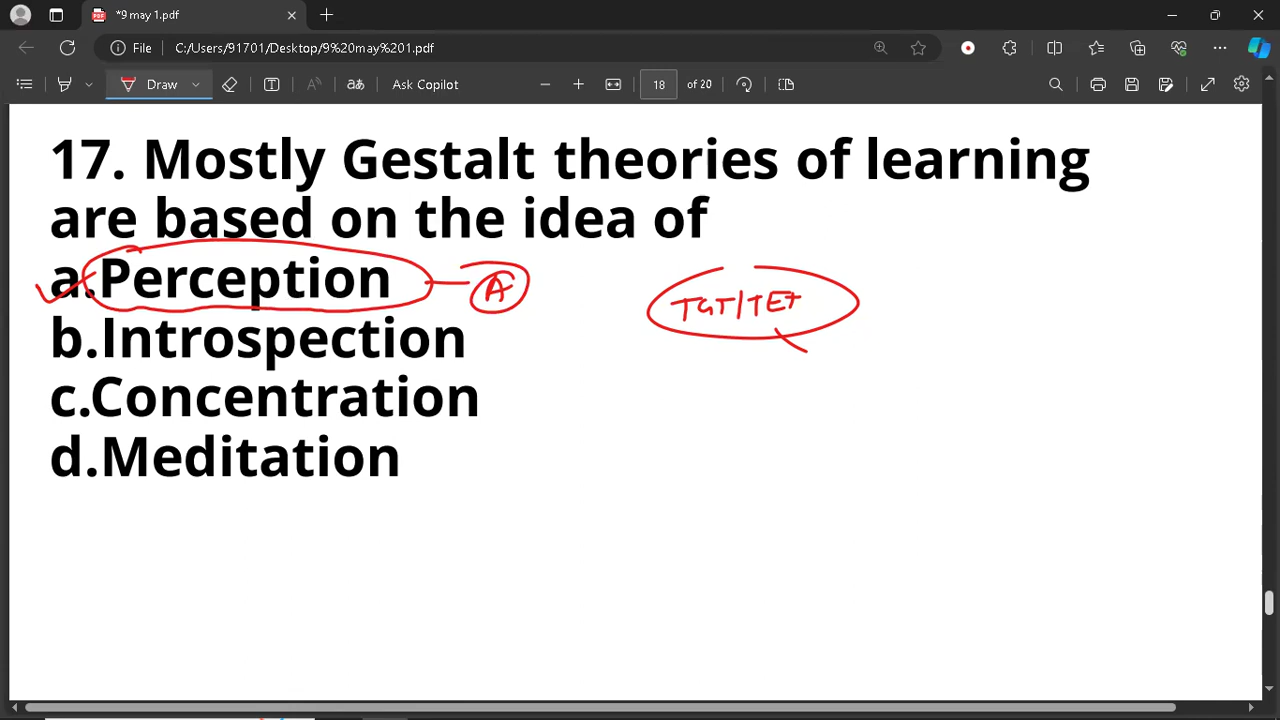 *9 may 1.pdf
File C:/Users/91701/Desktop/9%20may%201.pdf
Draw Ask Copilot 18 of 20
17. Mostly Gestalt theories of learning
are based on the idea of
a.Perception A
TGT/TET
b.Introspection
c.Concentration
d.Meditation